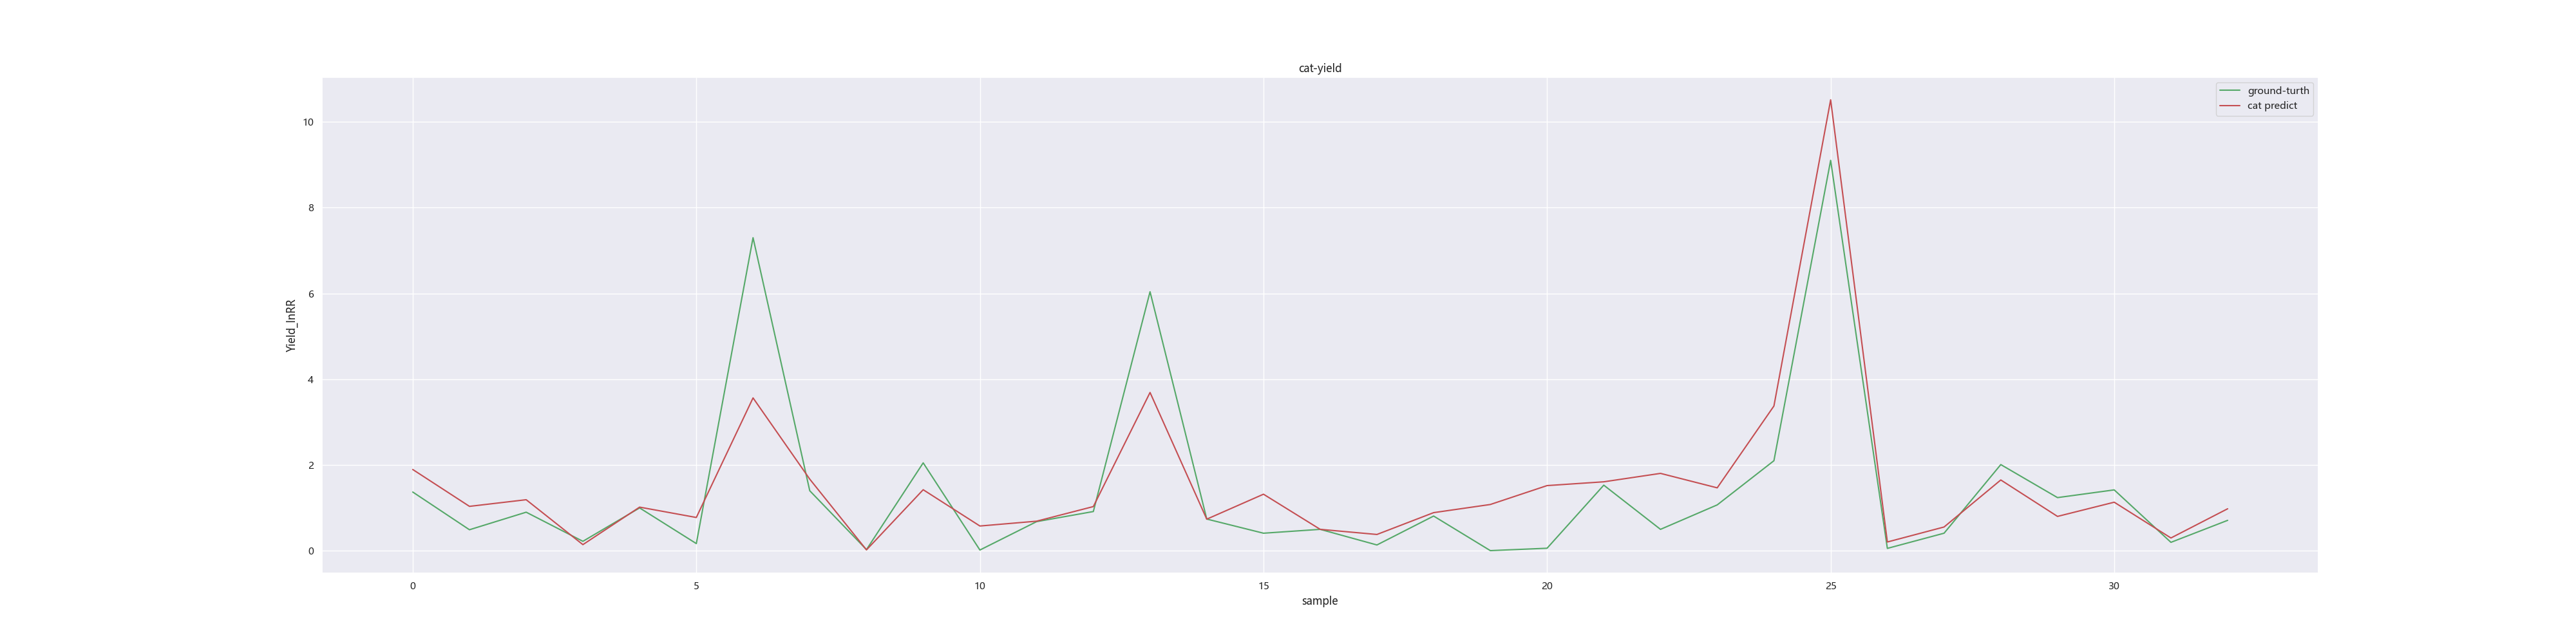 cat-yield
ground-turth
cat predict
10
8
6
4
2
0
Yield_lnRR
0 5 10 15 20 25 30
sample